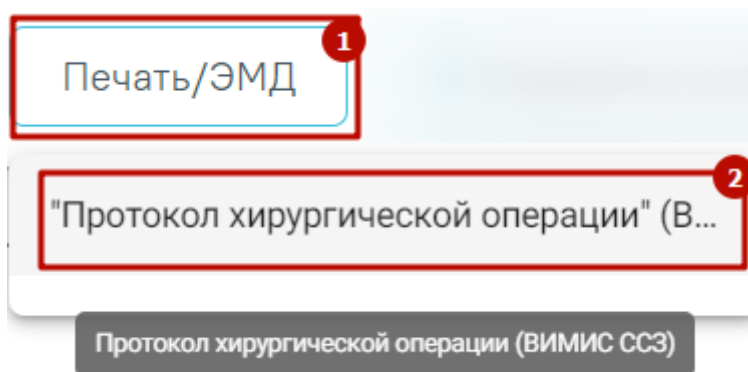 1
Печать/ЭМД
2
"Протокол хирургической операции" (В...
Протокол хирургической операции (ВИМИС ССЗ)